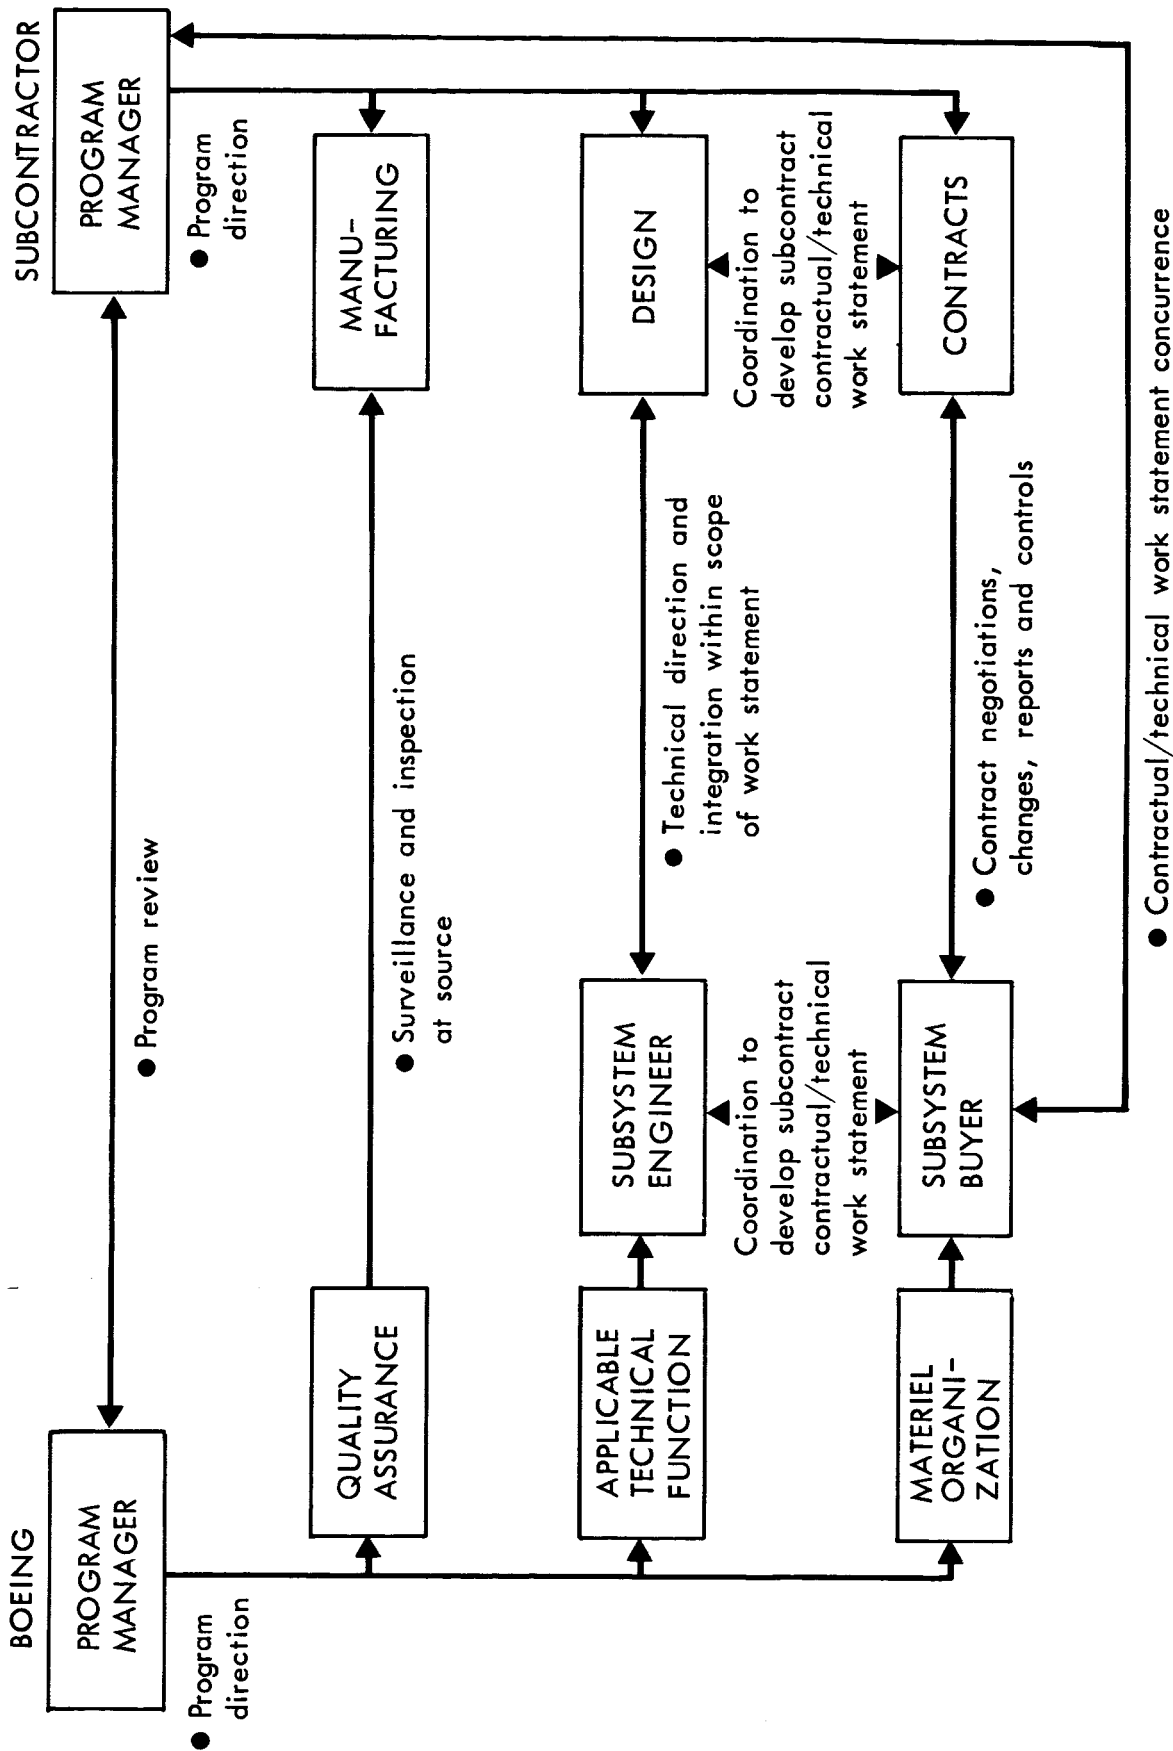 BOEING
SUBCONTRACTOR
PROGRAM
MANAGER
● Program review
PROGRAM
MANAGER
● Program
direction
● Program
direction
QUALITY
ASSURANCE
● Surveillance and inspection
at source
MANU-
FACTURING
APPLICABLE
TECHNICAL
FUNCTION
SUBSYSTEM
ENGINEER
● Technical direction and
integration within scope
of work statement
DESIGN
Coordination to
develop subcontract
contractual/technical
work statement
Coordination to
develop subcontract
contractual/technical
work statement
MATERIEL
ORGANI-
ZATION
SUBSYSTEM
BUYER
● Contract negotiations,
changes, reports and controls
CONTRACTS
● Contractual/technical work statement concurrence